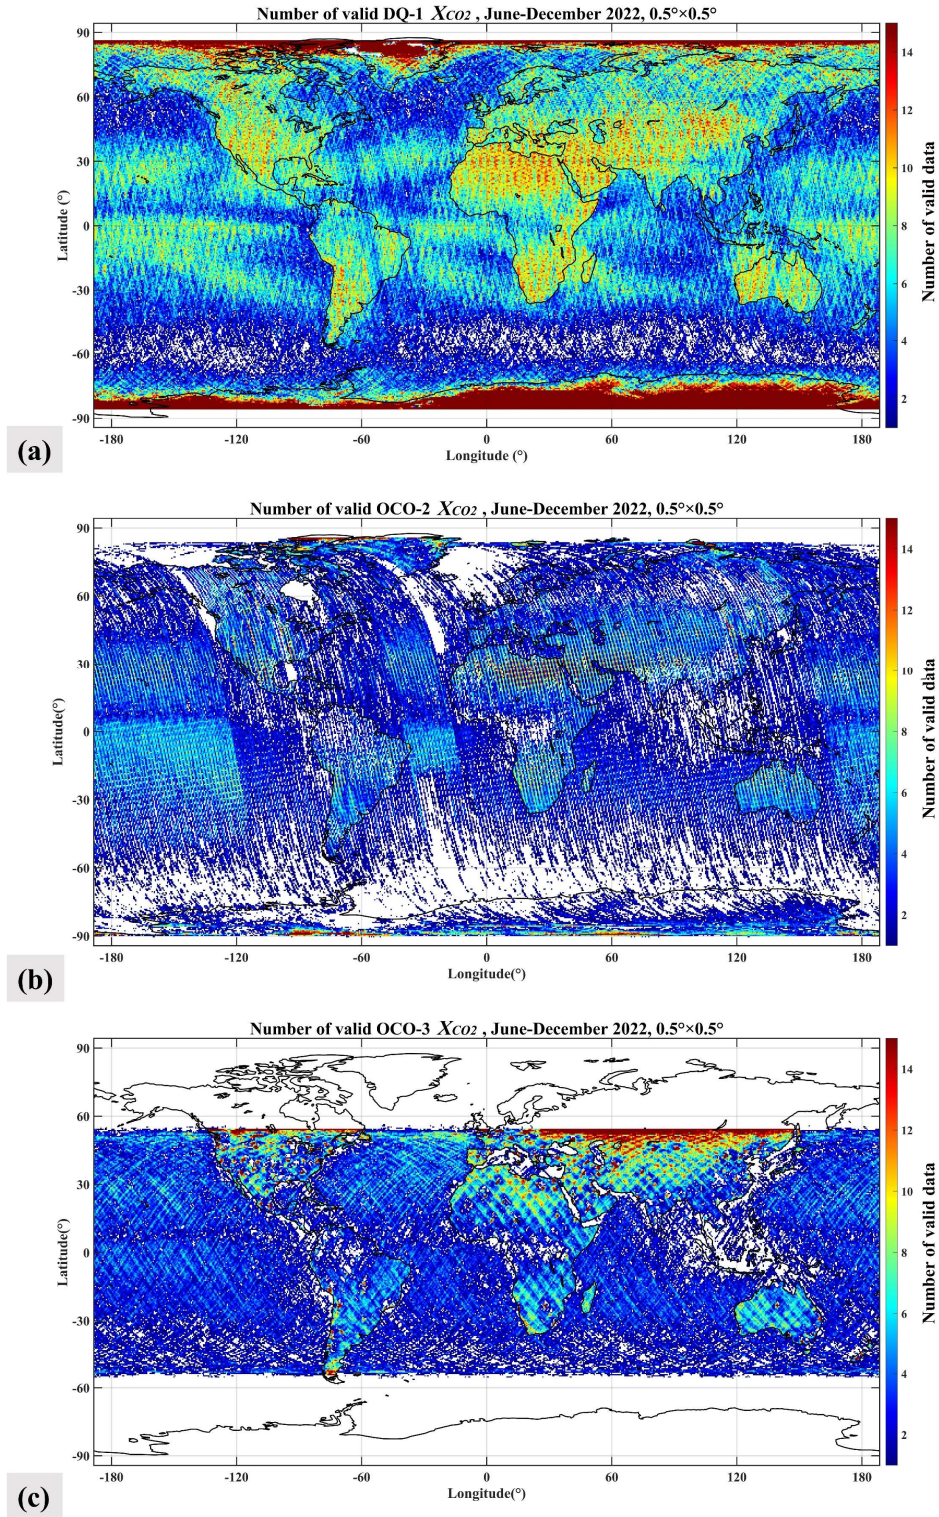 Number of valid DQ-1 XCO2 , June-December 2022, 0.5°×0.5°
90
60
30
0
-30
-60
-90
Latitude (°)
-180 -120 -60 0 60 120 180
Longitude (°)
14
12
10
8
6
4
2
Number of valid data
(a)
Number of valid OCO-2 XCO2 , June-December 2022, 0.5°×0.5°
90
60
30
0
-30
-60
-90
Latitude(°)
-180 -120 -60 0 60 120 180
Longitude(°)
14
12
10
8
6
4
2
Number of valid data
(b)
Number of valid OCO-3 XCO2 , June-December 2022, 0.5°×0.5°
90
60
30
0
-30
-60
-90
Latitude(°)
-180 -120 -60 0 60 120 180
Longitude(°)
14
12
10
8
6
4
2
Number of valid data
(c)